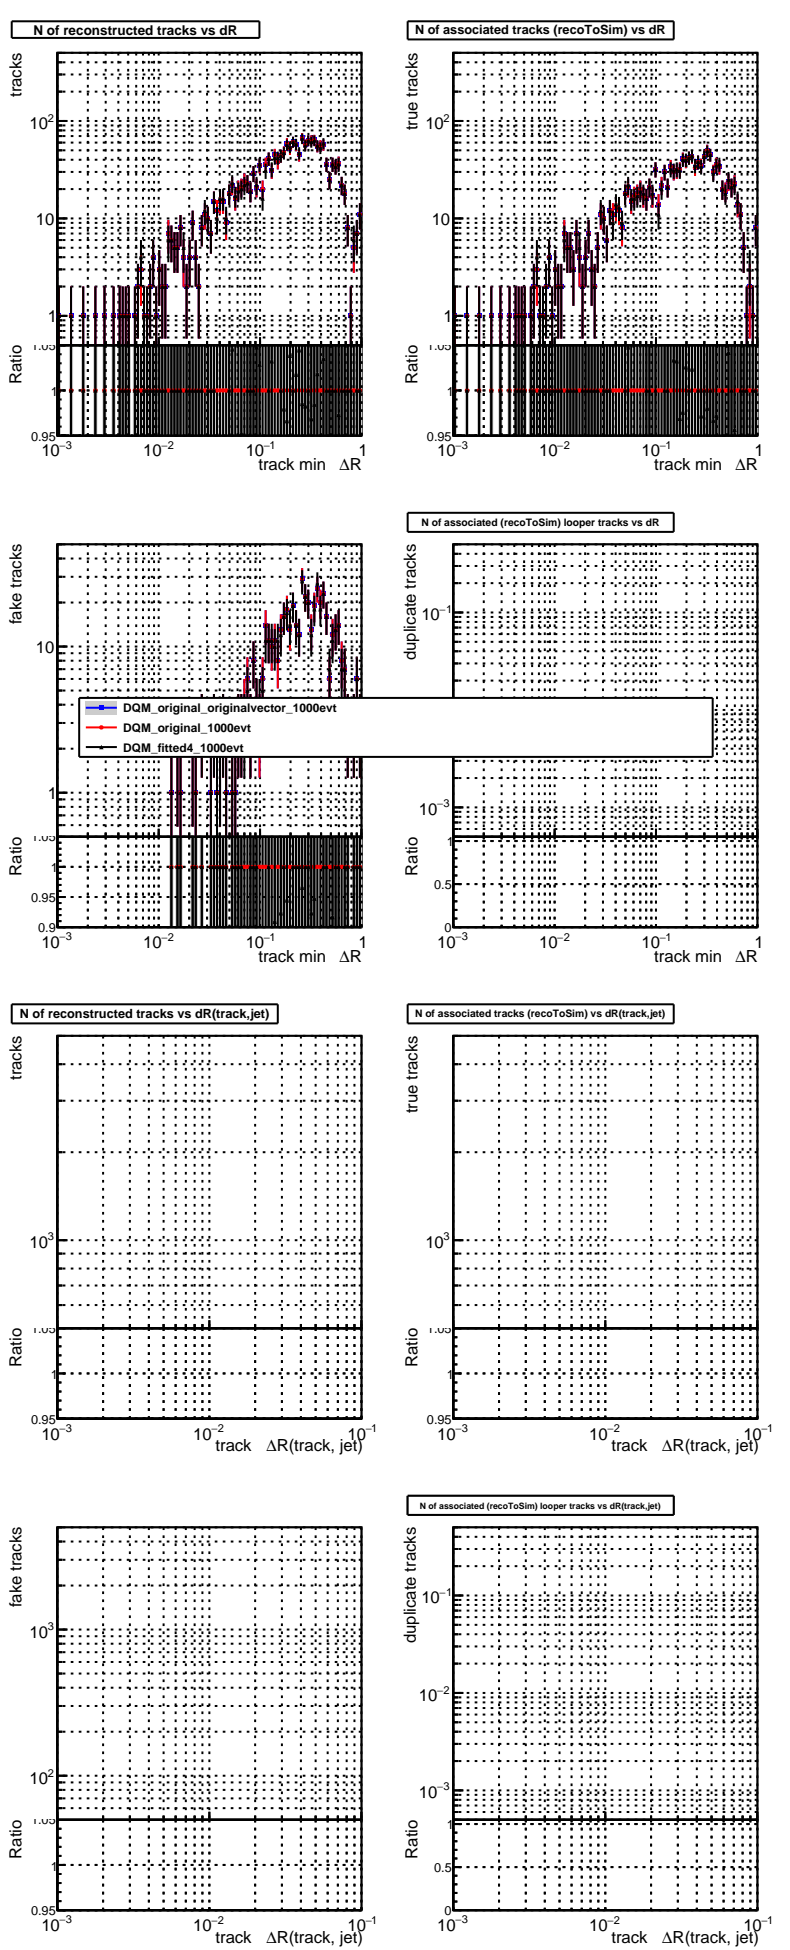 N of reconstructed tracks vs dR
N of associated tracks (recoToSim) vs dR
tracks
10²
10
1
Ratio
1.05
1
0.95
10⁻³ 10⁻² 10⁻¹ 1
track min ΔR
true tracks
10²
10
1
Ratio
1.05
1
0.95
10⁻³ 10⁻² 10⁻¹ 1
track min ΔR
N of associated (recoToSim) looper tracks vs dR
fake tracks
10
1
Ratio
1.05
1
0.95
0.9
10⁻³ 10⁻² 10⁻¹ 1
track min ΔR
duplicate tracks
10⁻¹
10⁻³
Ratio
1
0.5
0
10⁻³ 10⁻² 10⁻¹ 1
track min ΔR
DQM_original_originalvector_1000evt
DQM_original_1000evt
DQM_fitted4_1000evt
N of reconstructed tracks vs dR(track,jet)
N of associated tracks (recoToSim) vs dR(track,jet)
tracks
10³
Ratio
1.05
1
0.95
10⁻³ 10⁻² 10⁻¹
track ΔR(track, jet)
true tracks
10³
Ratio
1.05
1
0.95
10⁻³ 10⁻² 10⁻¹
track ΔR(track, jet)
N of associated (recoToSim) looper tracks vs dR(track,jet)
fake tracks
10³
10²
Ratio
1.05
1
0.95
10⁻³ 10⁻² 10⁻¹
track ΔR(track, jet)
duplicate tracks
10⁻¹
10⁻²
10⁻³
Ratio
1
0.5
0
10⁻³ 10⁻² 10⁻¹
track ΔR(track, jet)